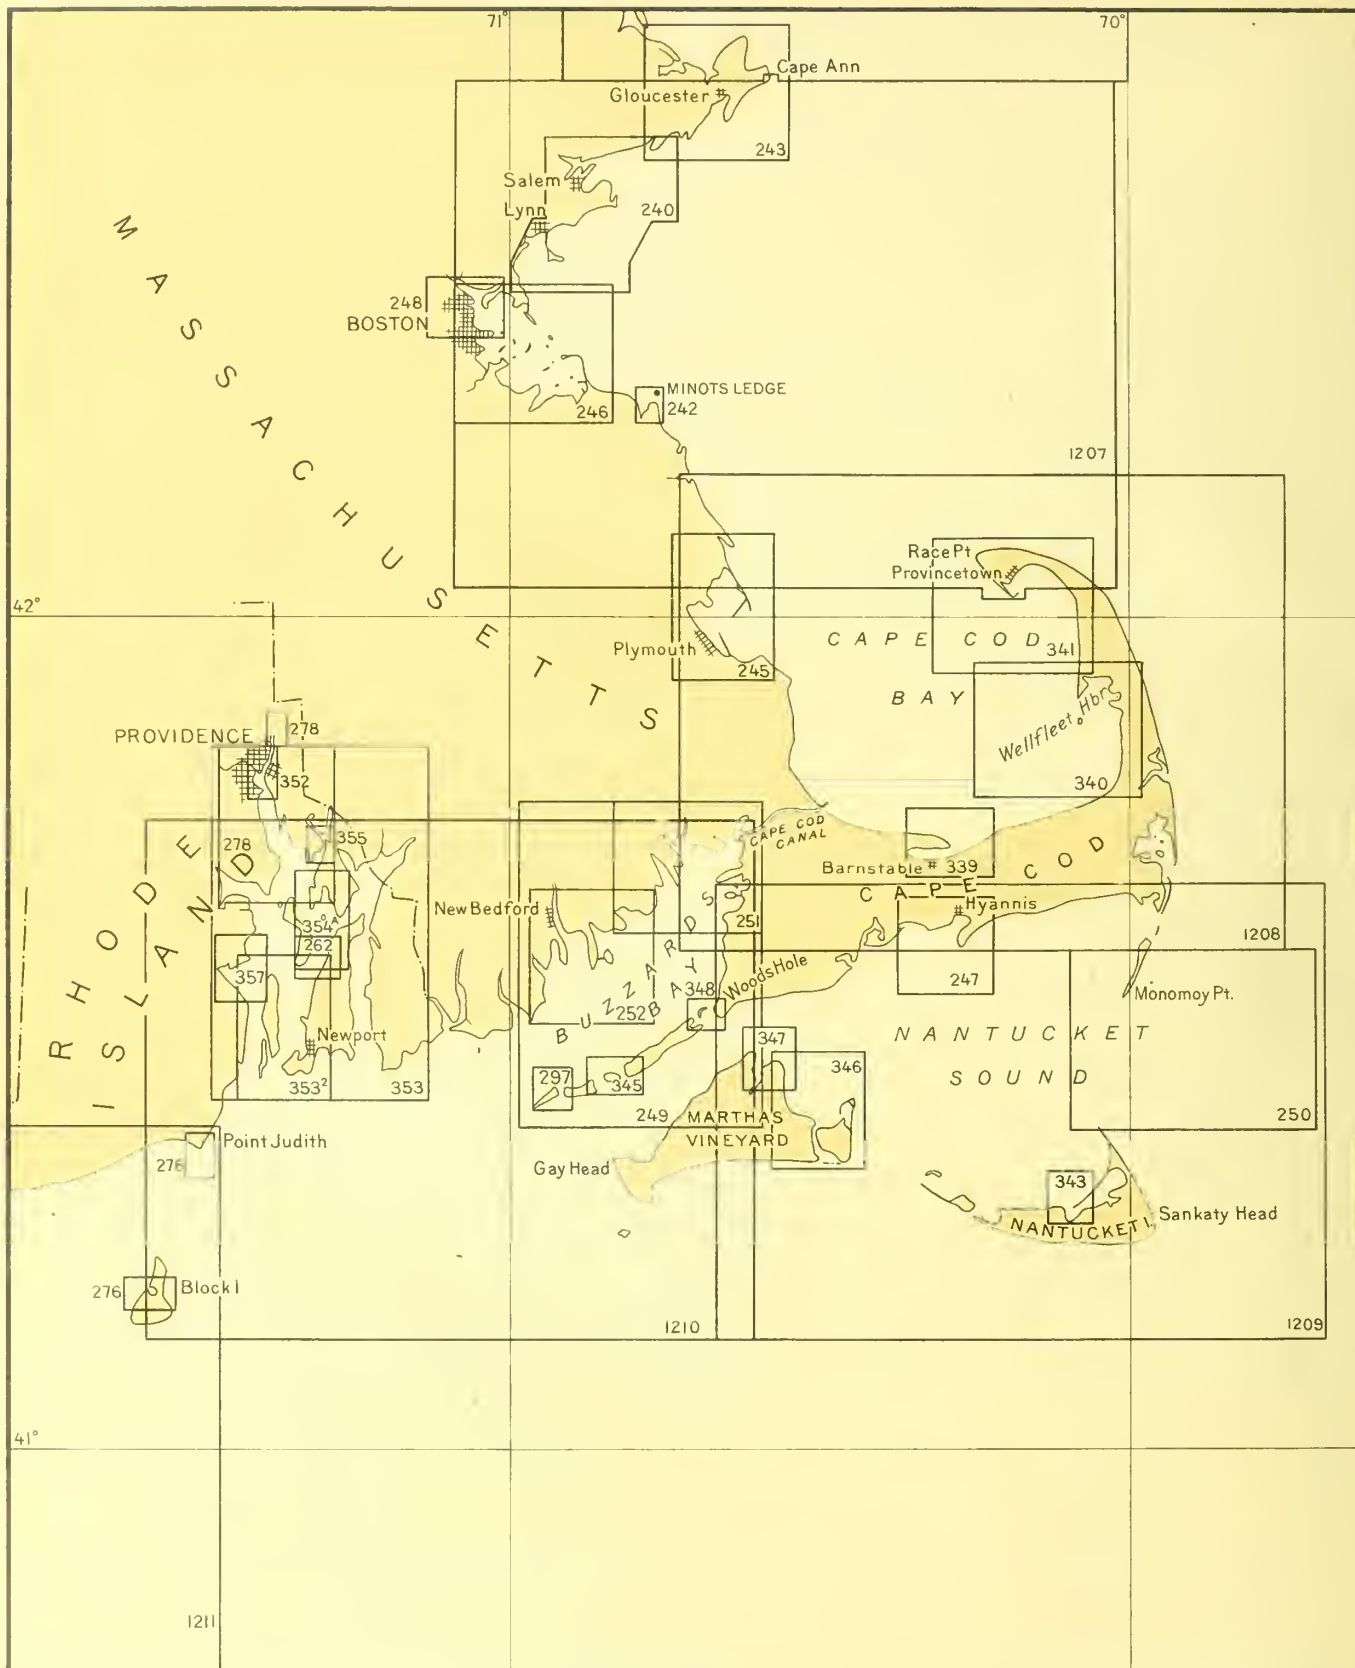 71°
70°
Cape Ann
Gloucester
243
Salem
Lynn
240
MASSACHUSETTS
248
BOSTON
246
MINOTS LEDGE
242
1207
Race Pt
Provincetown
42°
CAPE COD
BAY
341
Plymouth
245
Wellfleet Hbr
340
PROVIDENCE
278
352
278
355
CAPE COD
CANAL
Barnstable 339
CAPE COD
Hyannis
New Bedford
251
354A
262
357
1208
247
Woods Hole
348
BUZZARDS
BAY
252
Monomoy Pt.
RHODE
ISLAND
Newport
NANTUCKET
SOUND
347
346
297
345
353²
353
249
MARTHAS
VINEYARD
250
Point Judith
276
Gay Head
343
NANTUCKET I.
Sankaty Head
276
Block I
1210
1209
41°
1211